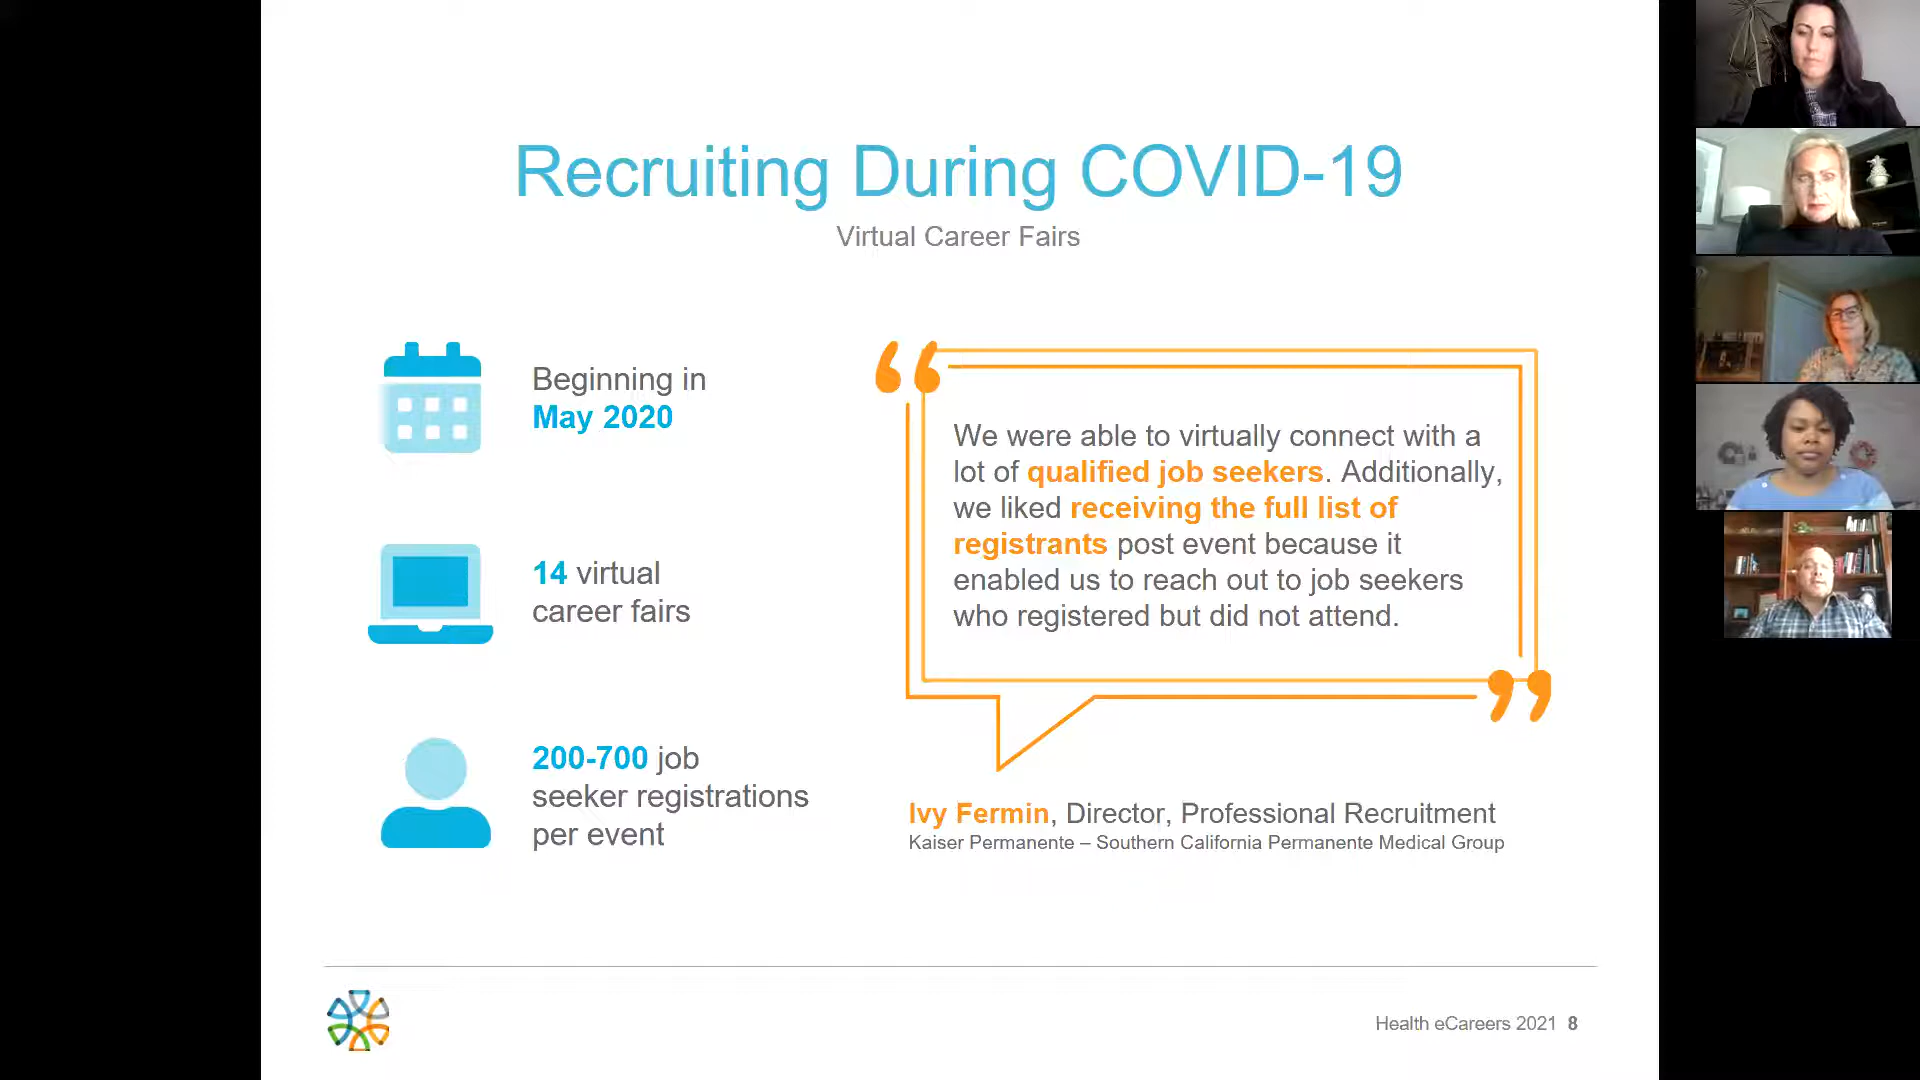 Recruiting During COVID-19
Virtual Career Fairs
Beginning in
May 2020
14 virtual
career fairs
200-700 job
seeker registrations
per event
We were able to virtually connect with a
lot of qualified job seekers. Additionally,
we liked receiving the full list of
registrants post event because it
enabled us to reach out to job seekers
who registered but did not attend.
Ivy Fermin, Director, Professional Recruitment
Kaiser Permanente – Southern California Permanente Medical Group
Health eCareers 2021 8